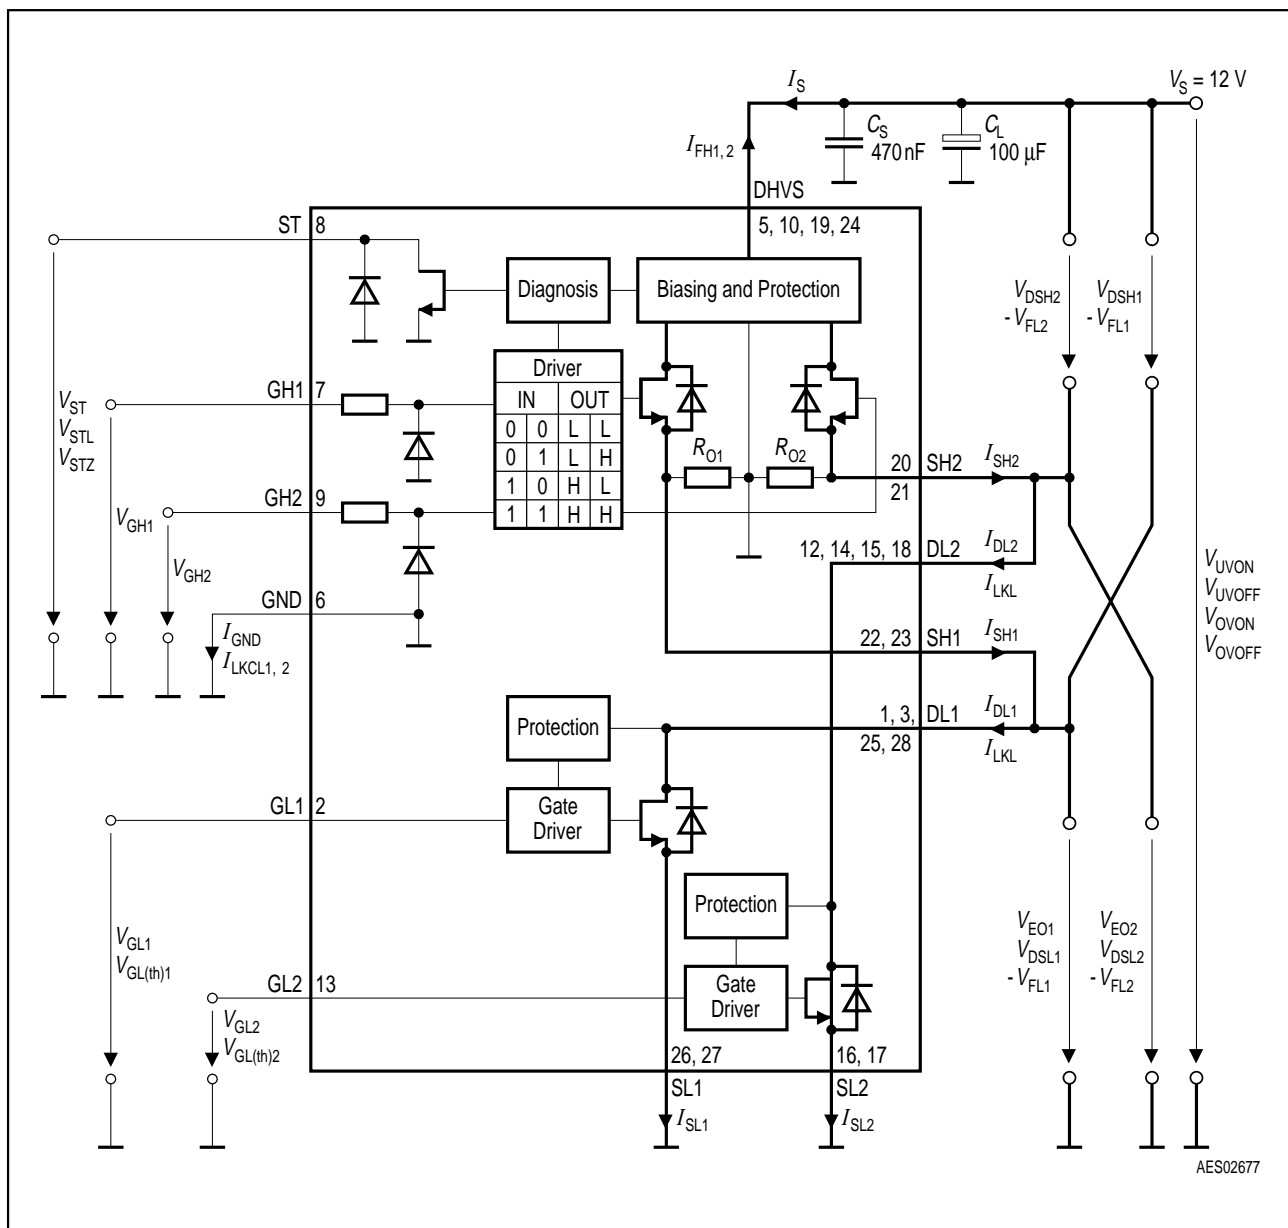 I_S
V_S = 12 V
C_S
470 nF
C_L
100 µF
I_FH1, 2
DHVS
5, 10, 19, 24
ST 8
Diagnosis
Biasing and Protection
V_DSH2
- V_FL2
V_DSH1
- V_FL1
Driver
IN OUT
0 0 L L
0 1 L H
1 0 H L
1 1 H H
GH1 7
V_ST
V_STL
V_STZ
R_O1
R_O2
20 SH2
21
I_SH2
GH2 9
V_GH1
V_GH2
12, 14, 15, 18 DL2
I_DL2
I_LKL
V_UVON
V_UVOFF
V_OVON
V_OVOFF
GND 6
I_GND
I_LKCL1, 2
22, 23 SH1
I_SH1
Protection
1, 3, DL1
25, 28
I_DL1
I_LKL
GL1 2
Gate
Driver
Protection
V_GL1
V_GL(th)1
V_EO1
V_DSL1
- V_FL1
V_EO2
V_DSL2
- V_FL2
GL2 13
Gate
Driver
V_GL2
V_GL(th)2
26, 27
SL1
16, 17
SL2
I_SL1
I_SL2
AES02677